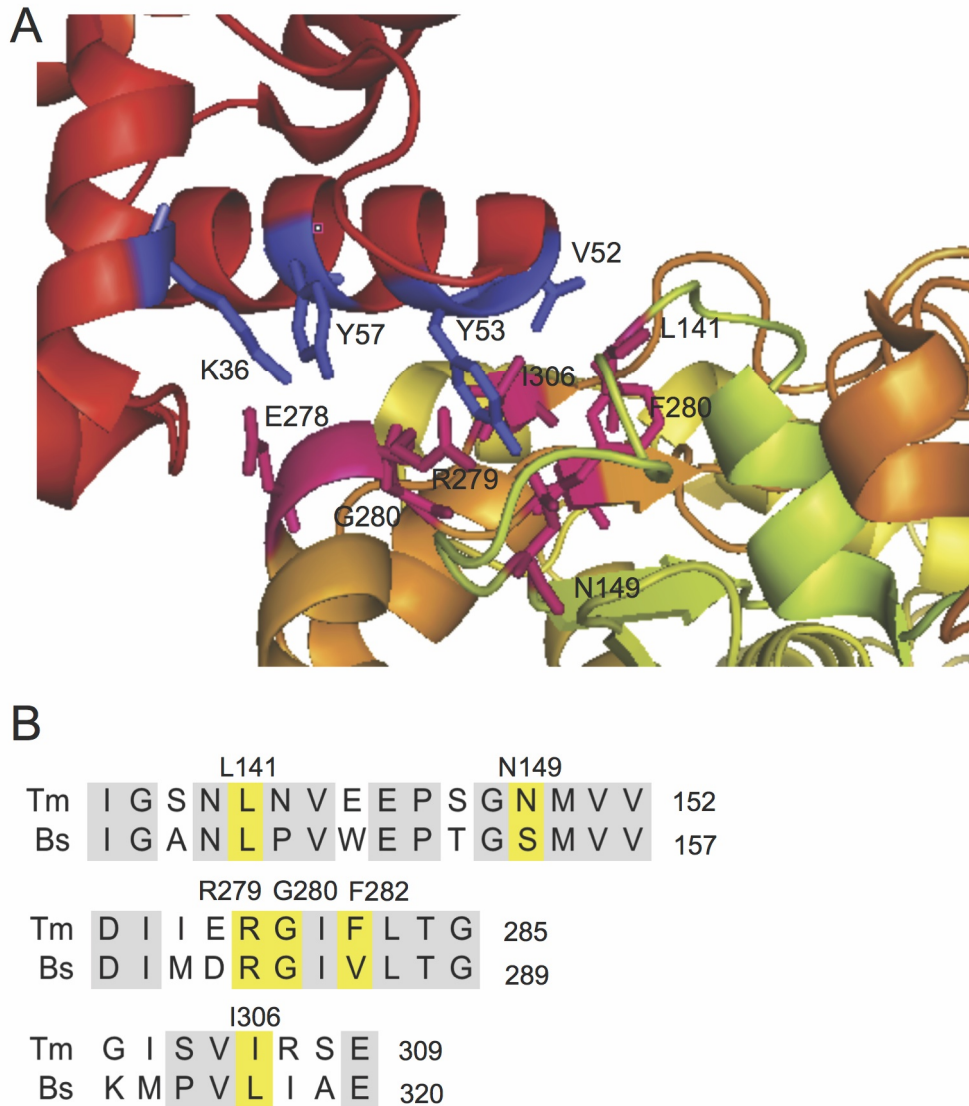 A
V52
Y57
Y53
L141
K36
I306
E278
F280
R279
G280
N149
B
L141 N149
Tm I G S N L N V E E P S G N M V V 152
Bs I G A N L P V W E P T G S M V V 157
R279 G280 F282
Tm D I I E R G I F L T G 285
Bs D I M D R G I V L T G 289
I306
Tm G I S V I R S E 309
Bs K M P V L I A E 320